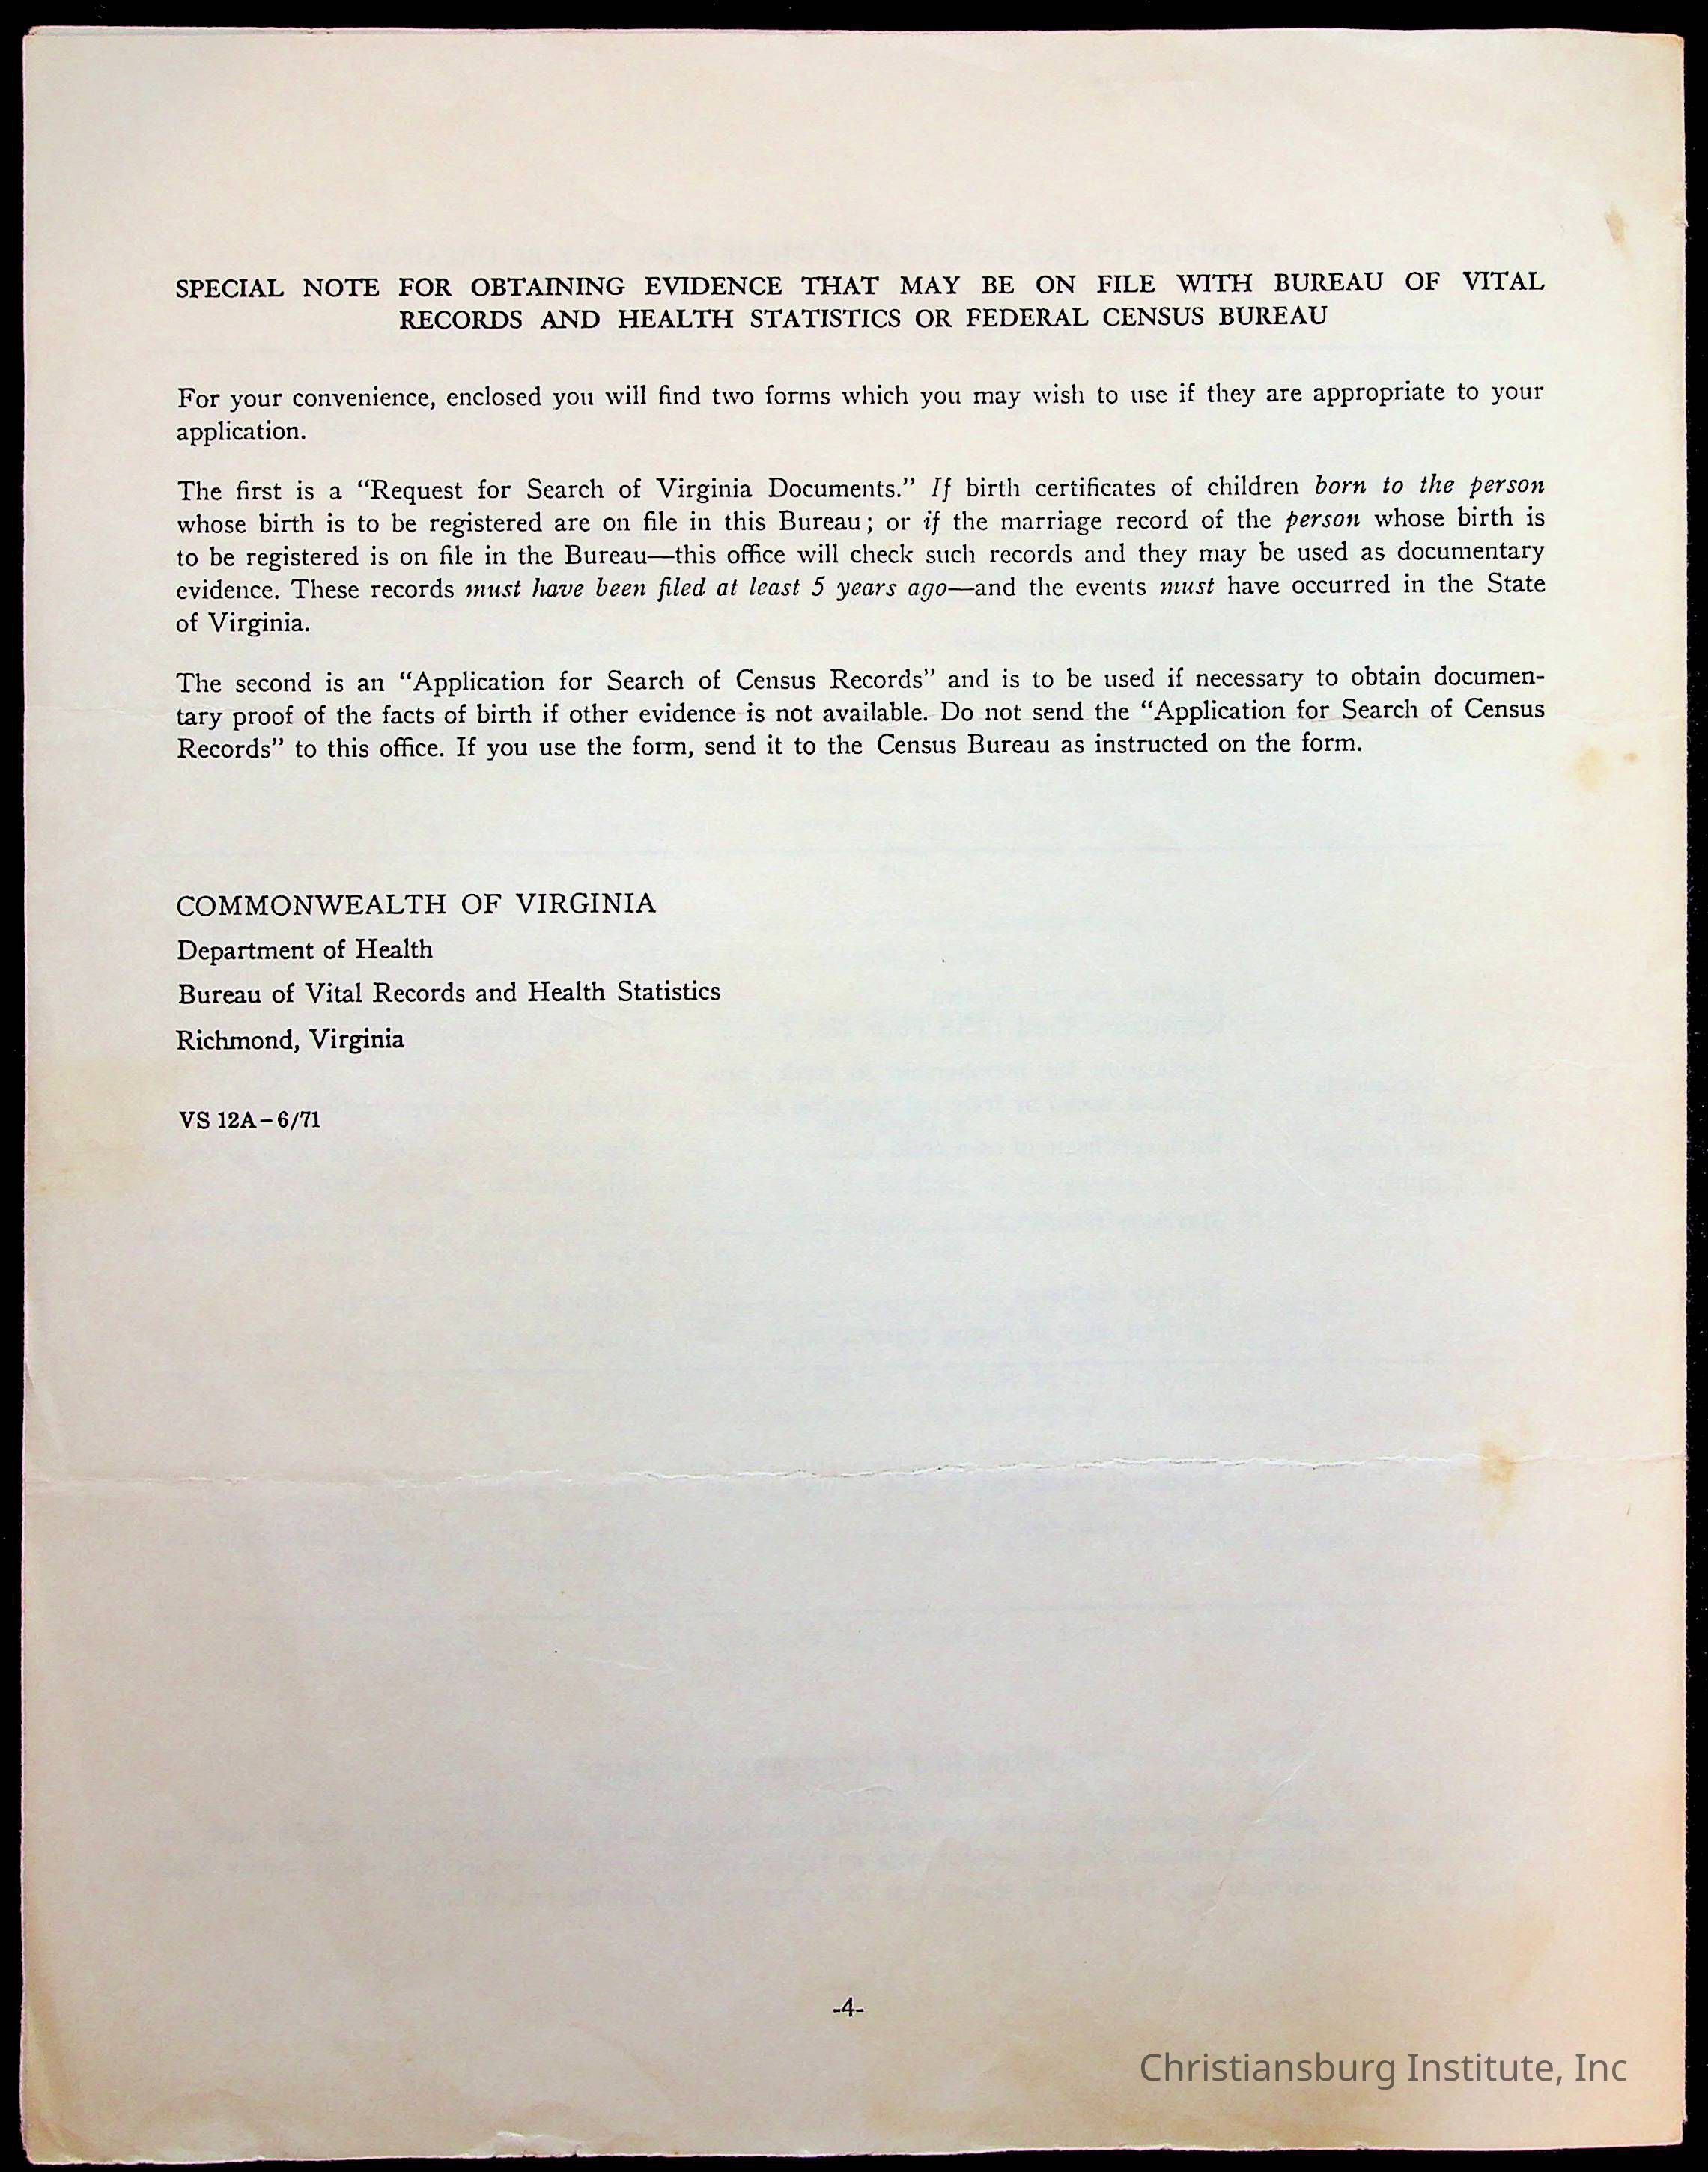 SPECIAL NOTE FOR OBTAINING EVIDENCE THAT MAY BE ON FILE WITH BUREAU OF VITAL
RECORDS AND HEALTH STATISTICS OR FEDERAL CENSUS BUREAU
For your convenience, enclosed you will find two forms which you may wish to use if they are appropriate to your
application.
The first is a “Request for Search of Virginia Documents.” If birth certificates of children born to the person
whose birth is to be registered are on file in this Bureau; or if the marriage record of the person whose birth is
to be registered is on file in the Bureau—this office will check such records and they may be used as documentary
evidence. These records must have been filed at least 5 years ago—and the events must have occurred in the State
of Virginia.
The second is an “Application for Search of Census Records” and is to be used if necessary to obtain documen-
tary proof of the facts of birth if other evidence is not available. Do not send the “Application for Search of Census
Records” to this office. If you use the form, send it to the Census Bureau as instructed on the form.
COMMONWEALTH OF VIRGINIA
Department of Health
Bureau of Vital Records and Health Statistics
Richmond, Virginia
VS 12A–6/71
-4-
Christiansburg Institute, Inc